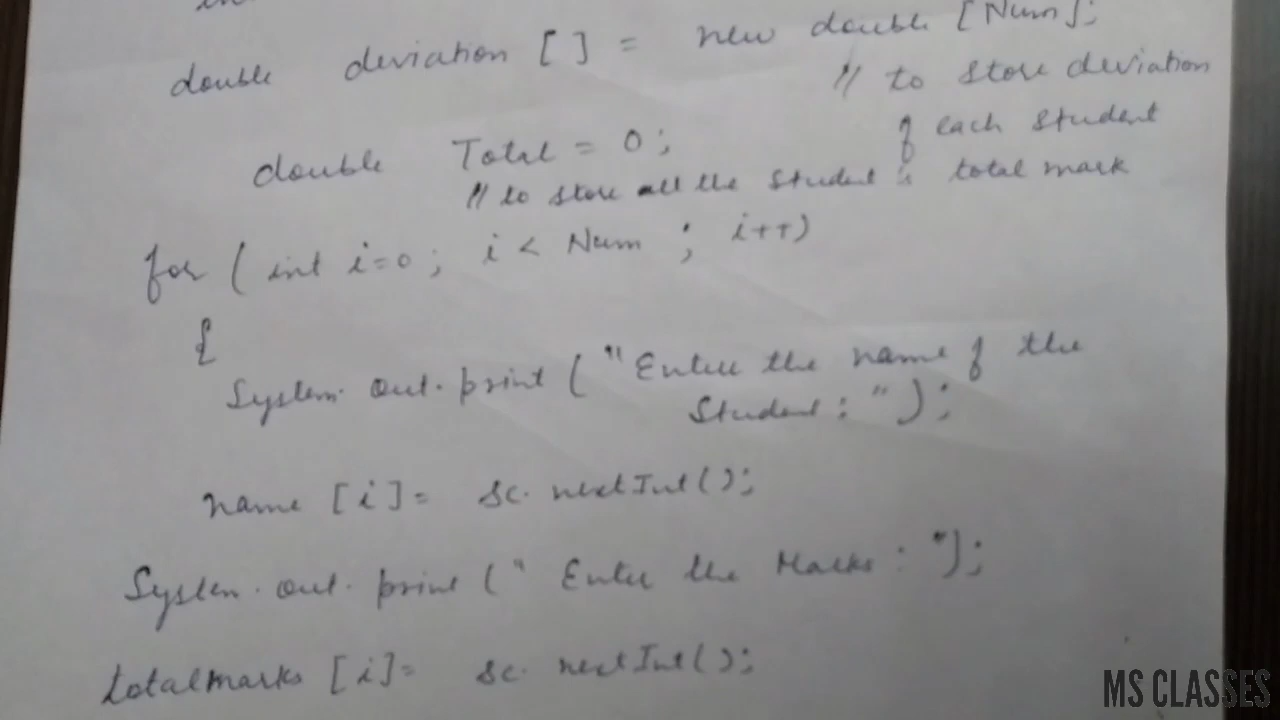 in
double deviation [ ] = new double [Num];
// to store deviation
of each student
double Total = 0;
// to store all the student's total mark
for ( int i=0; i < Num ; i++)
{
System.out.print ( "Enter the name of the
Student : " );
name [i]= sc.nextInt();
System.out.print (" Enter the Marks : ");
totalmarks [i]= sc.nextInt();
MS CLASSES